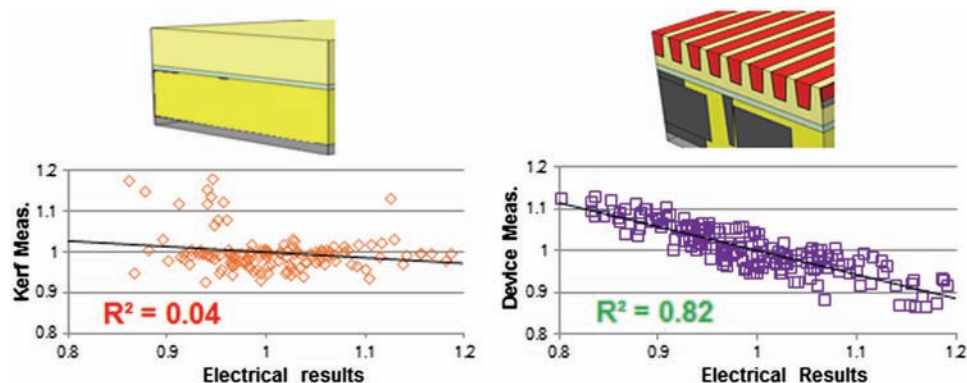 1.2
1.1
1
0.9
0.8
Kerf Meas.
R² = 0.04
0.8 0.9 1 1.1 1.2
Electrical results
1.2
1.1
1
0.9
0.8
Device Meas.
R² = 0.82
0.8 0.9 1 1.1 1.2
Electrical Results